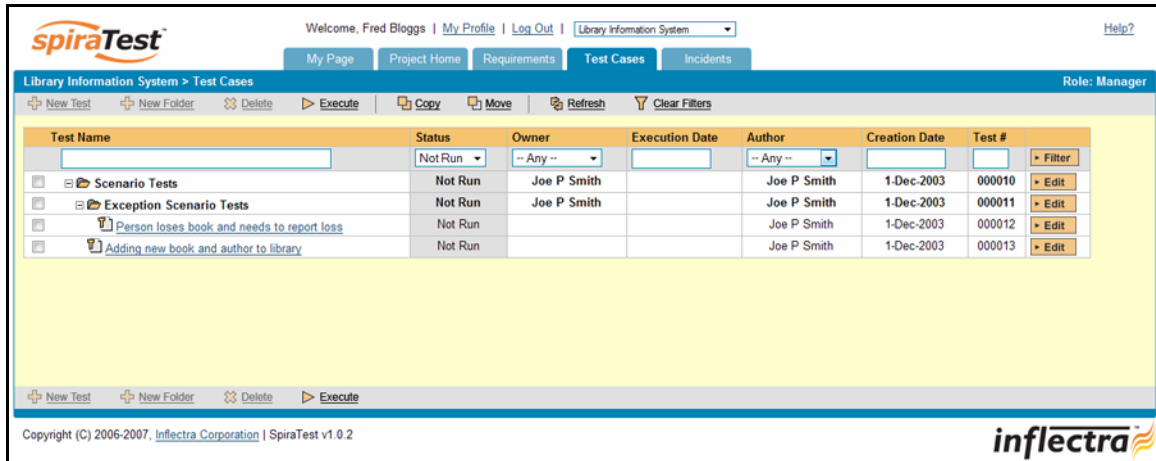 spiraTest
Welcome, Fred Bloggs | My Profile | Log Out | Library Information System
Help?
My Page Project Home Requirements Test Cases Incidents
Library Information System > Test Cases Role: Manager
New Test New Folder Delete Execute Copy Move Refresh Clear Filters
Test Name Status Owner Execution Date Author Creation Date Test #
Not Run -- Any -- -- Any -- Filter
Scenario Tests Not Run Joe P Smith Joe P Smith 1-Dec-2003 000010 Edit
Exception Scenario Tests Not Run Joe P Smith Joe P Smith 1-Dec-2003 000011 Edit
Person loses book and needs to report loss Not Run Joe P Smith 1-Dec-2003 000012 Edit
Adding new book and author to library Not Run Joe P Smith 1-Dec-2003 000013 Edit
New Test New Folder Delete Execute
Copyright (C) 2006-2007, Inflectra Corporation | SpiraTest v1.0.2
inflectra